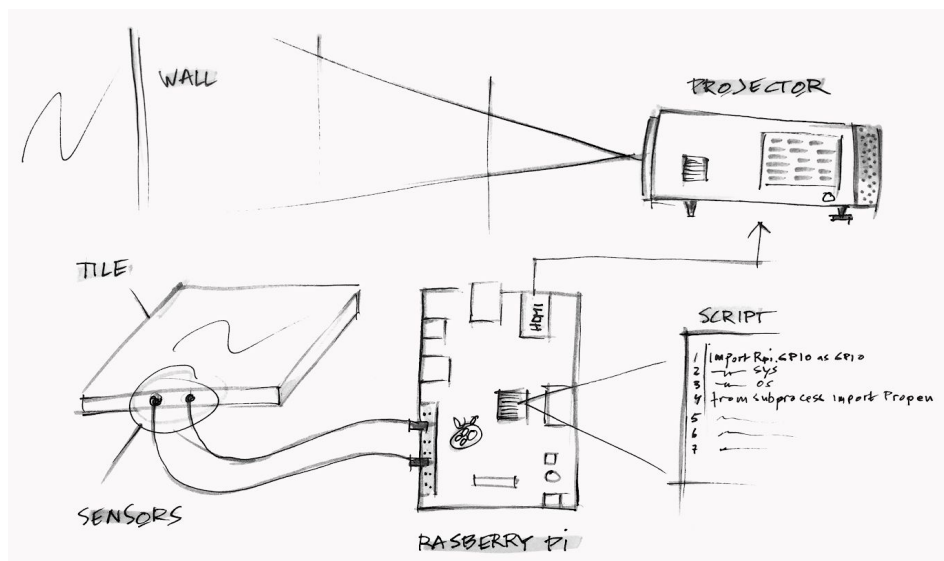 WALL
PROJECTOR
TILE
HDMI
SCRIPT
1 Import Rpi.GPIO as GPIO
2 sys
3 os
4 from subprocess import Propen
5
6
7
SENSORS
RASBERRY Pi